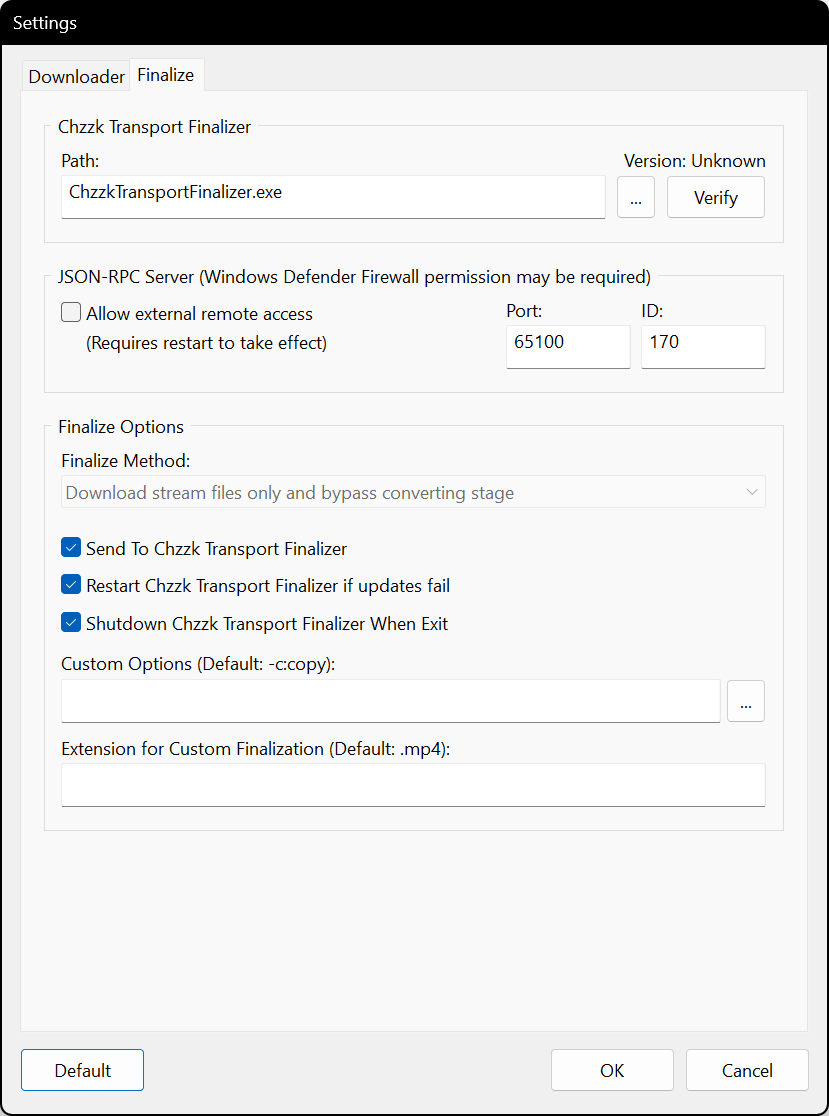 Settings
Downloader
Finalize
Chzzk Transport Finalizer
Path:
Version: Unknown
ChzzkTransportFinalizer.exe
...
Verify
JSON-RPC Server (Windows Defender Firewall permission may be required)
Allow external remote access
(Requires restart to take effect)
Port:
ID:
65100
170
Finalize Options
Finalize Method:
Download stream files only and bypass converting stage
Send To Chzzk Transport Finalizer
Restart Chzzk Transport Finalizer if updates fail
Shutdown Chzzk Transport Finalizer When Exit
Custom Options (Default: -c:copy):
...
Extension for Custom Finalization (Default: .mp4):
Default
OK
Cancel